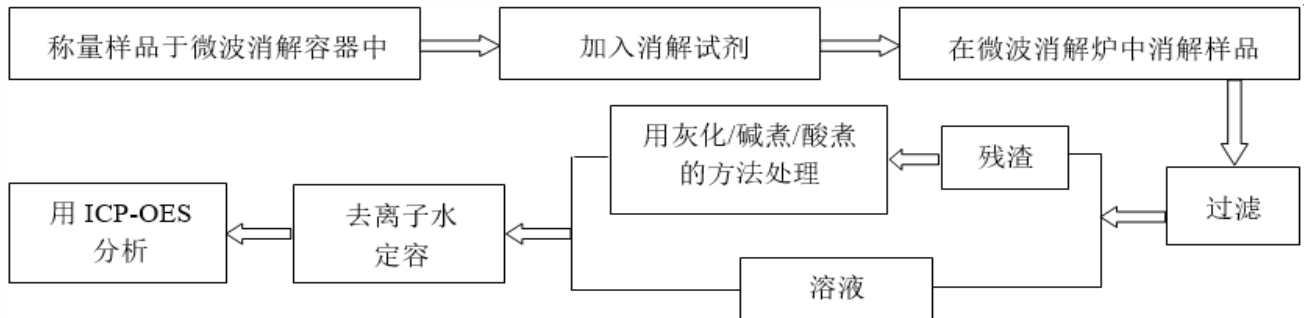 称量样品于微波消解容器中
加入消解试剂
在微波消解炉中消解样品
过滤
残渣
用灰化/碱煮/酸煮
的方法处理
溶液
去离子水
定容
用 ICP-OES
分析